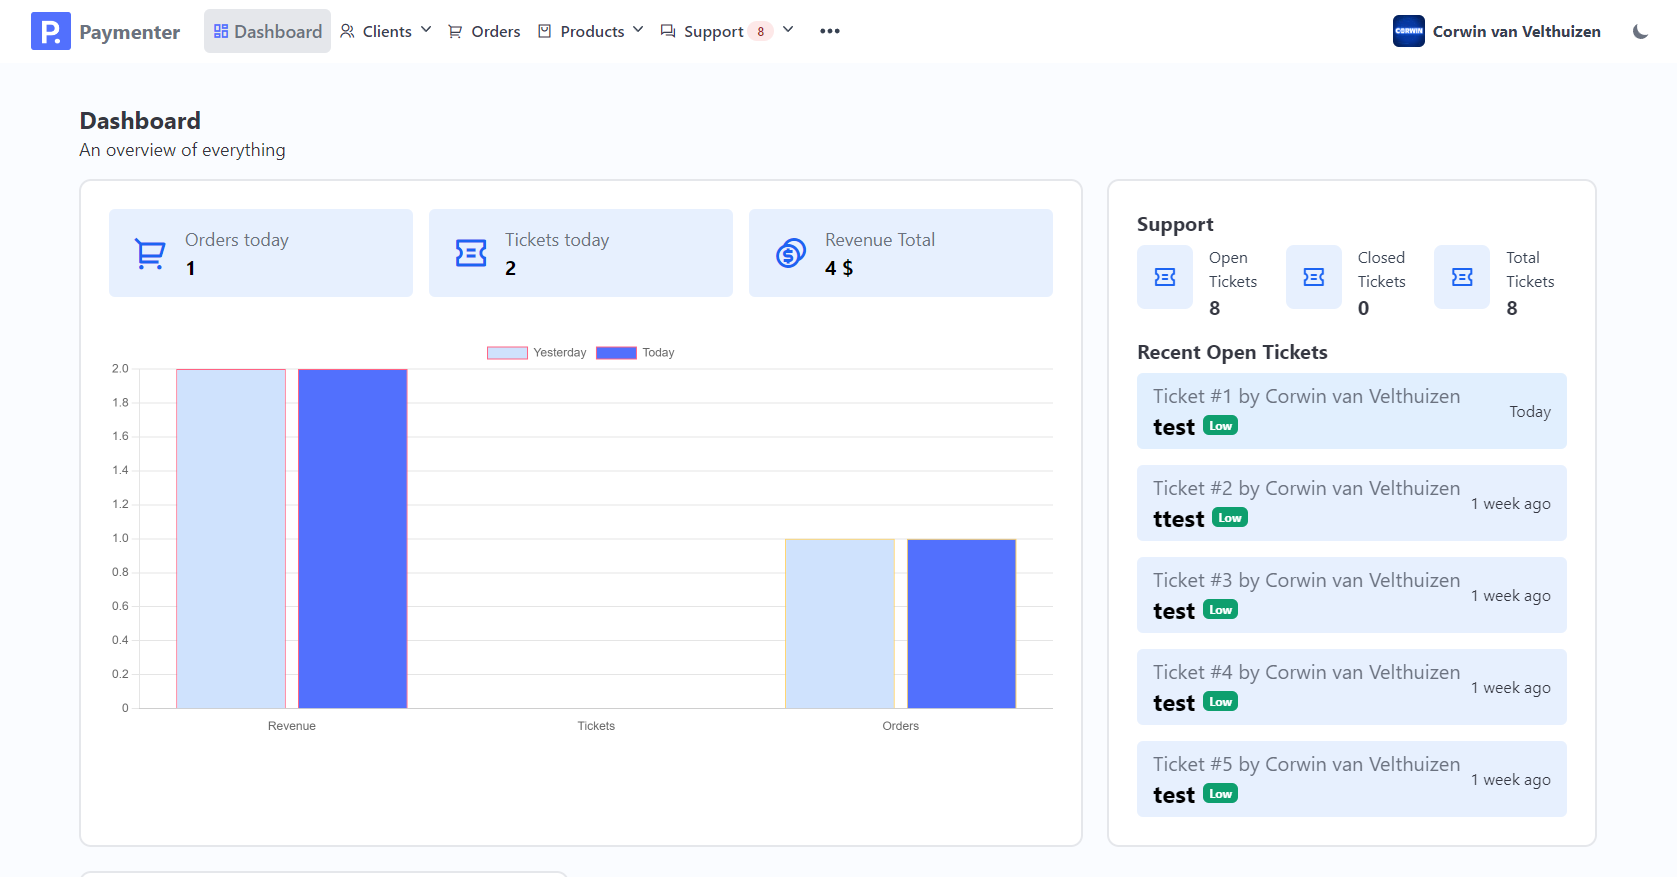 P. Paymenter
Dashboard
Clients
Orders
Products
Support 8
CORWIN
Corwin van Velthuizen
Dashboard
An overview of everything
Orders today
1
Tickets today
2
Revenue Total
4 $
Yesterday Today
2.0
1.8
1.6
1.4
1.2
1.0
0.8
0.6
0.4
0.2
0
Revenue Tickets Orders
Support
Open
Tickets
8
Closed
Tickets
0
Total
Tickets
8
Recent Open Tickets
Ticket #1 by Corwin van Velthuizen
test Low
Today
Ticket #2 by Corwin van Velthuizen
ttest Low
1 week ago
Ticket #3 by Corwin van Velthuizen
test Low
1 week ago
Ticket #4 by Corwin van Velthuizen
test Low
1 week ago
Ticket #5 by Corwin van Velthuizen
test Low
1 week ago